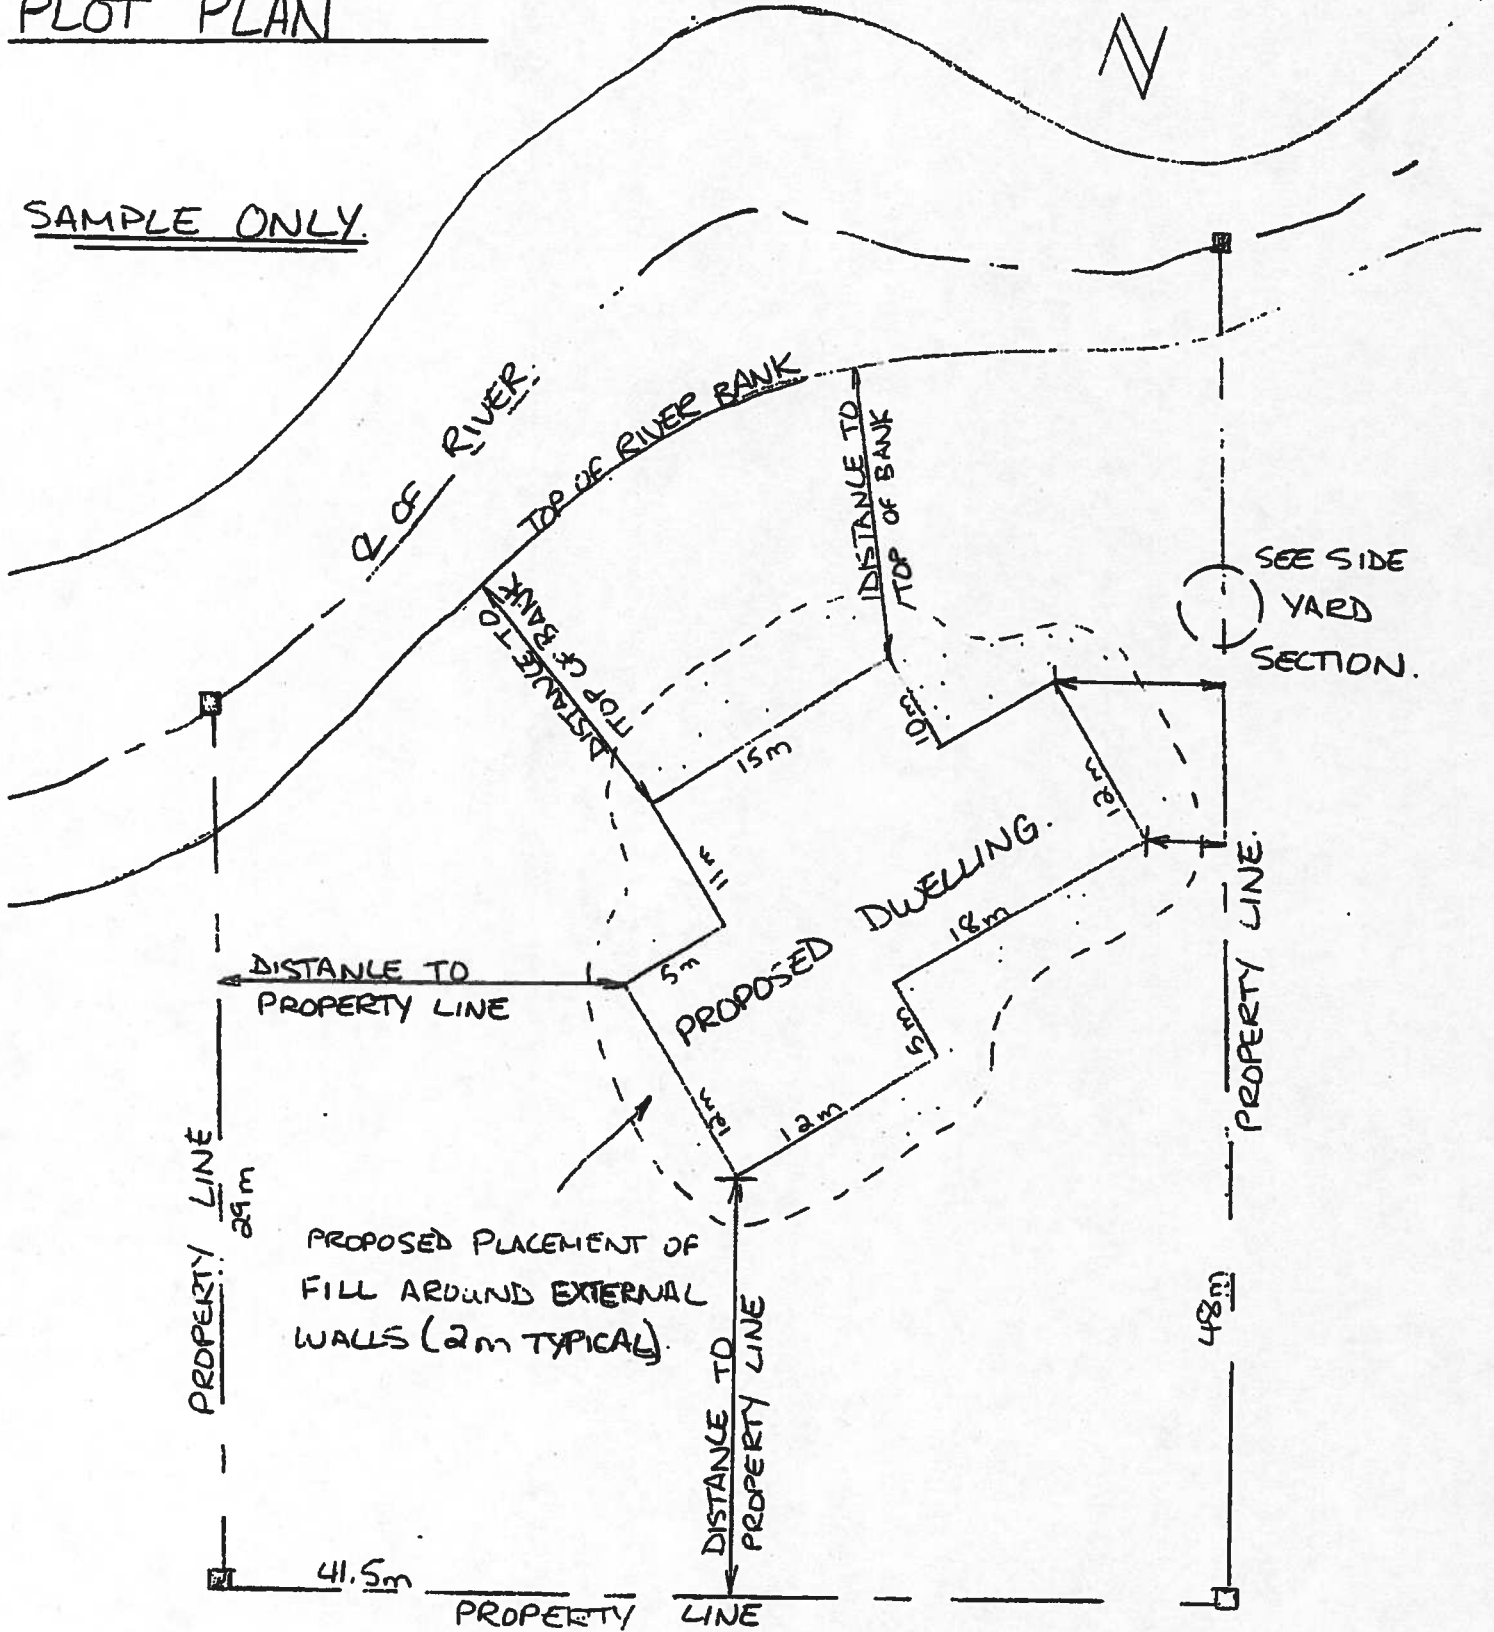 PLOT PLAN
N
SAMPLE ONLY.
℄ OF RIVER.
TOP OF RIVER BANK
DISTANCE TO
TOP OF BANK
DISTANCE TO
TOP OF BANK
SEE SIDE
YARD
SECTION.
15m
10m
12m
11m
PROPOSED DWELLING.
18m
5m
5m
12m
12m
DISTANCE TO
PROPERTY LINE
PROPERTY LINE.
PROPERTY LINE
29m
PROPOSED PLACEMENT OF
FILL AROUND EXTERNAL
WALLS (2m TYPICAL).
DISTANCE TO
PROPERTY LINE
48m
41.5m
PROPERTY LINE